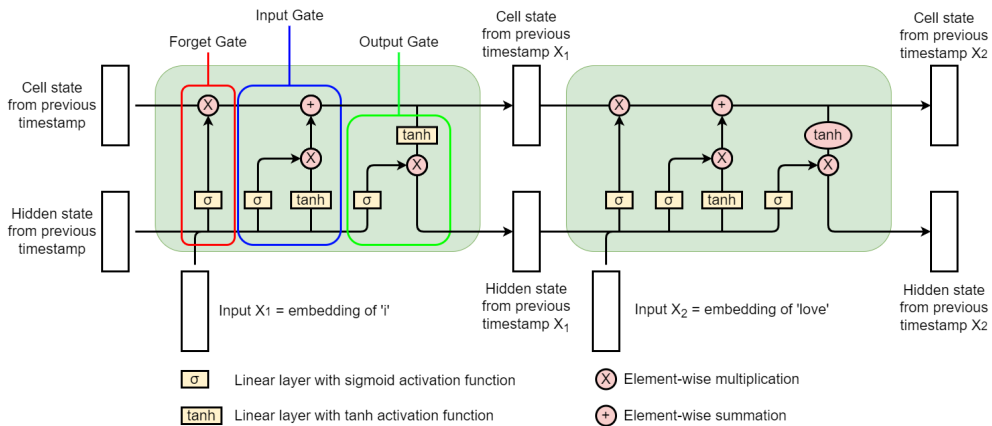 Input Gate
Forget Gate
Output Gate
Cell state
from previous
timestamp X1
Cell state
from previous
timestamp X2
Cell state
from previous
timestamp
X
+
tanh
X
X
σ
σ
tanh
σ
X
+
tanh
X
X
σ
σ
tanh
σ
Hidden state
from previous
timestamp
Hidden state
from previous
timestamp X1
Hidden state
from previous
timestamp X2
Input X1 = embedding of 'i'
Input X2 = embedding of 'love'
σ
Linear layer with sigmoid activation function
X
Element-wise multiplication
tanh
Linear layer with tanh activation function
+
Element-wise summation